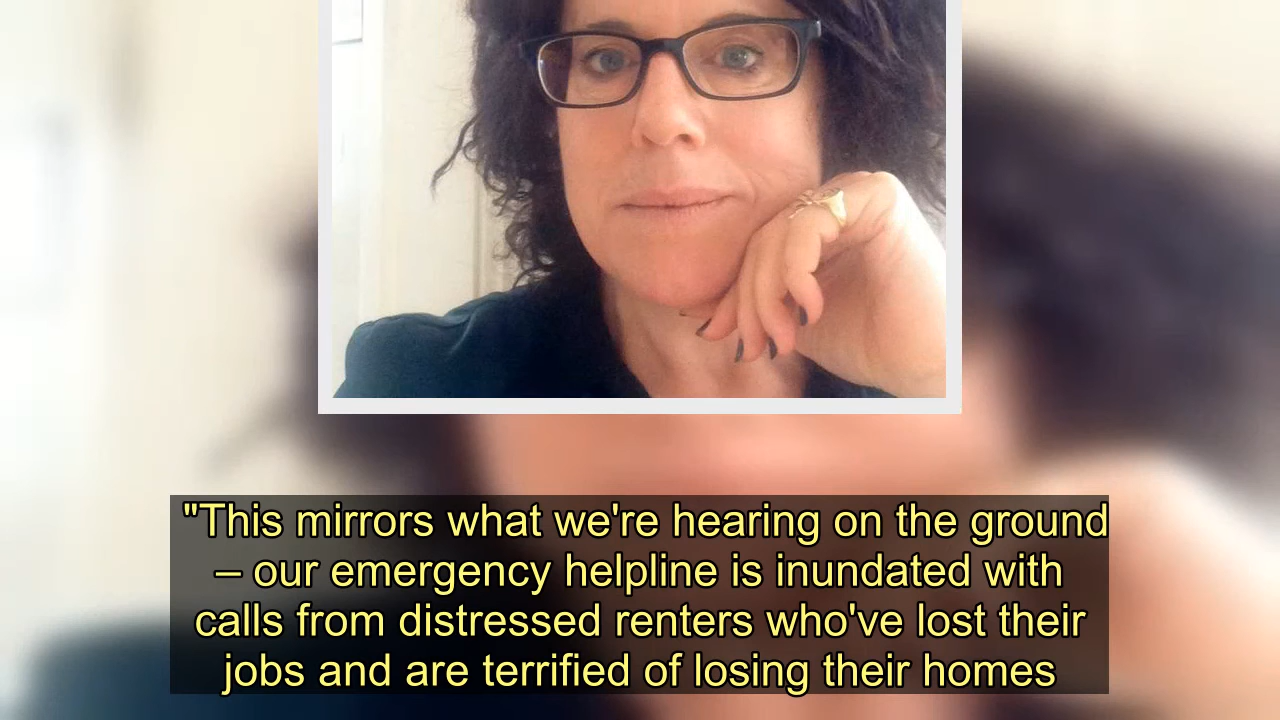 "This mirrors what we're hearing on the ground
– our emergency helpline is inundated with
calls from distressed renters who've lost their
jobs and are terrified of losing their homes